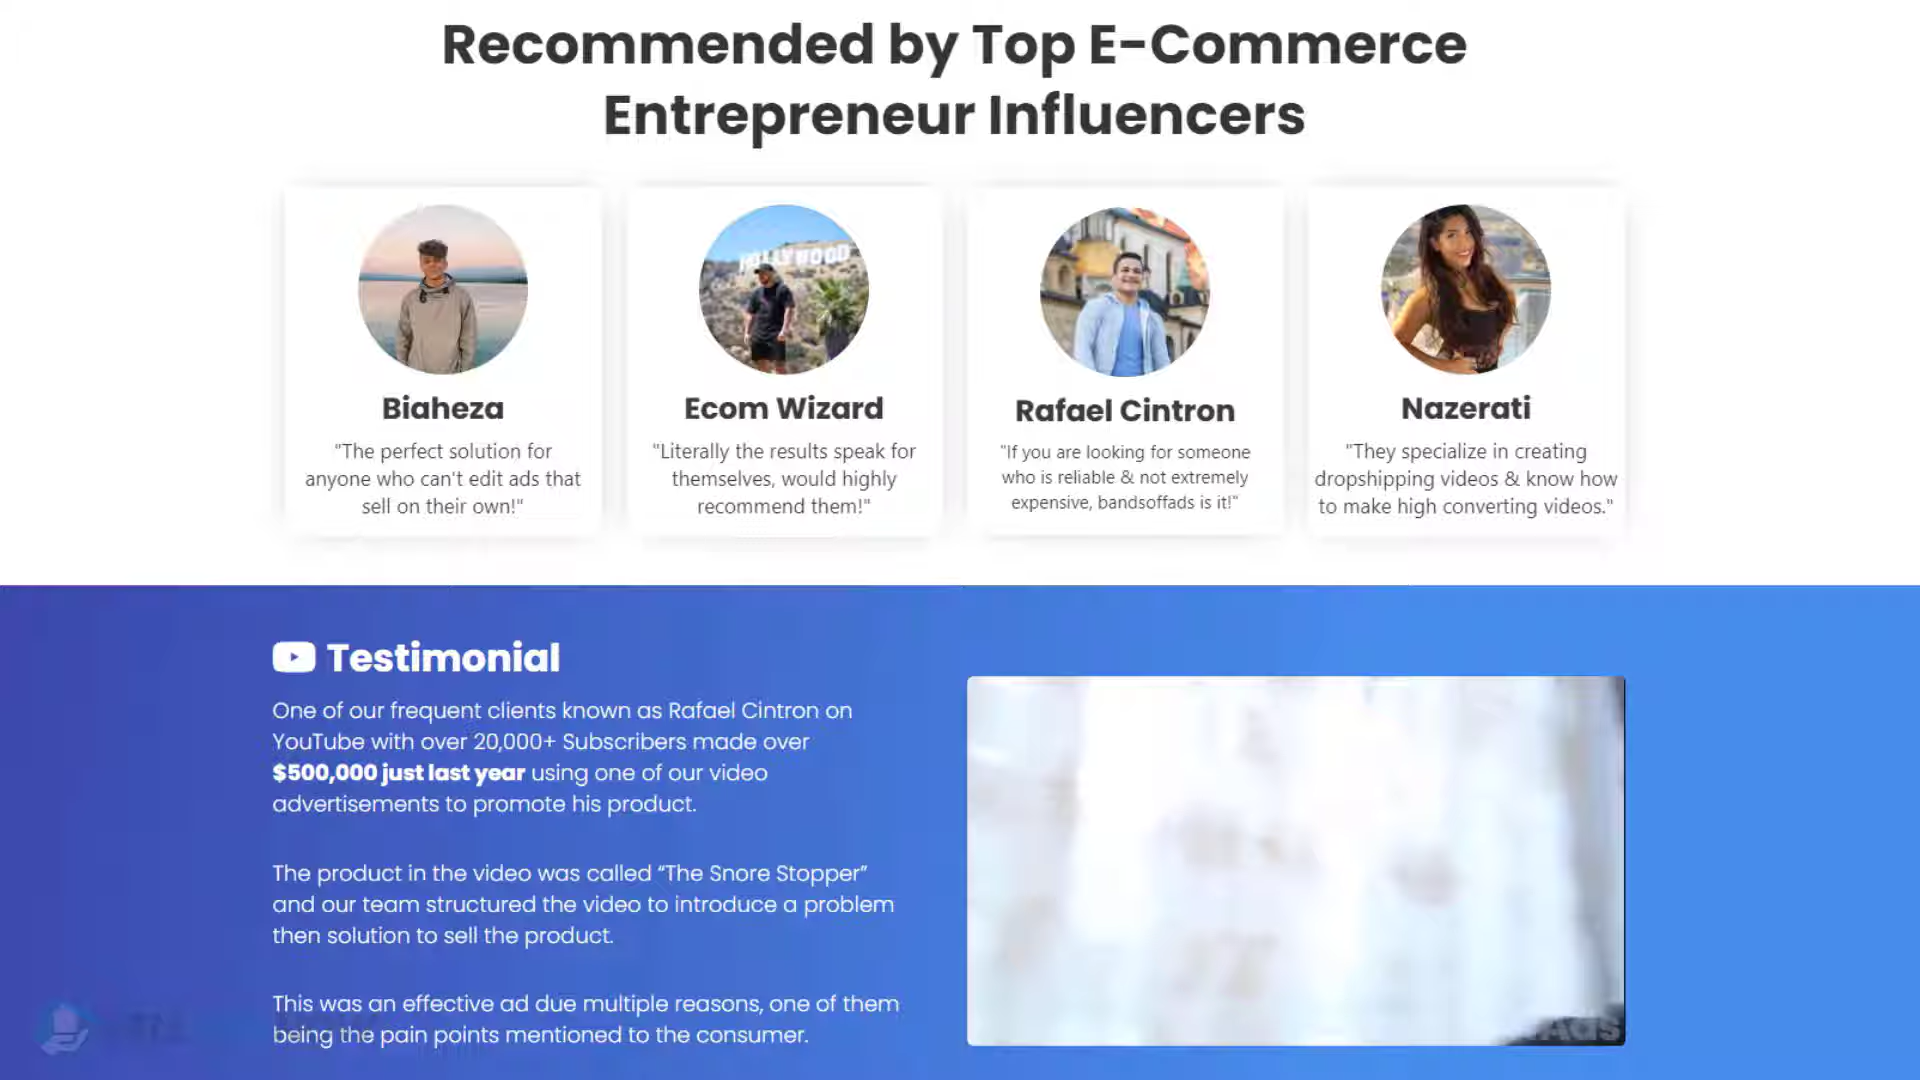 Recommended by Top E-Commerce
Entrepreneur Influencers
HOLLYWOOD
Biaheza
"The perfect solution for
anyone who can't edit ads that
sell on their own!"
Ecom Wizard
"Literally the results speak for
themselves, would highly
recommend them!"
Rafael Cintron
"If you are looking for someone
who is reliable & not extremely
expensive, bandsoffads is it!"
Nazerati
"They specialize in creating
dropshipping videos & know how
to make high converting videos."
Testimonial
One of our frequent clients known as Rafael Cintron on
YouTube with over 20,000+ Subscribers made over
$500,000 just last year using one of our video
advertisements to promote his product.
The product in the video was called “The Snore Stopper”
and our team structured the video to introduce a problem
then solution to sell the product.
This was an effective ad due multiple reasons, one of them
being the pain points mentioned to the consumer.
Ads